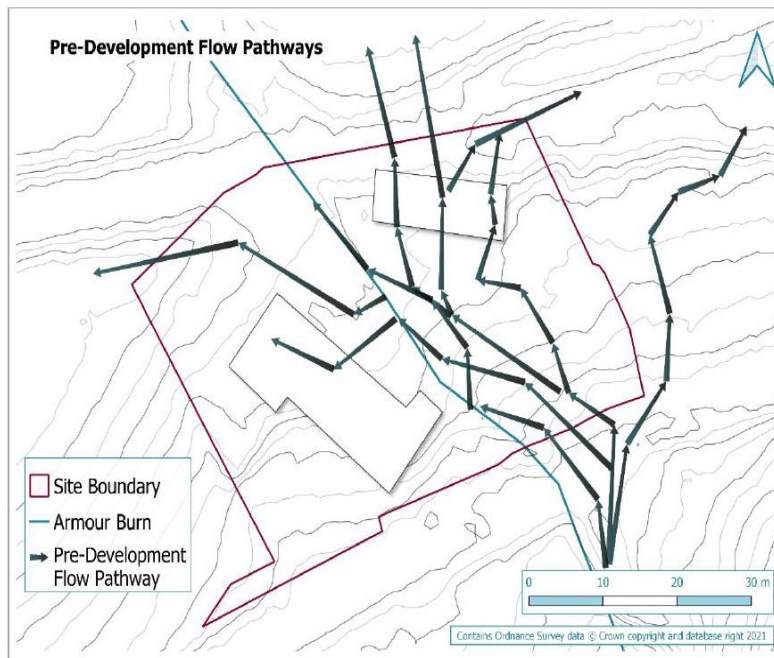 Pre-Development Flow Pathways
Site Boundary
Armour Burn
Pre-Development
Flow Pathway
0 10 20 30 m
Contains Ordnance Survey data © Crown copyright and database right 2021